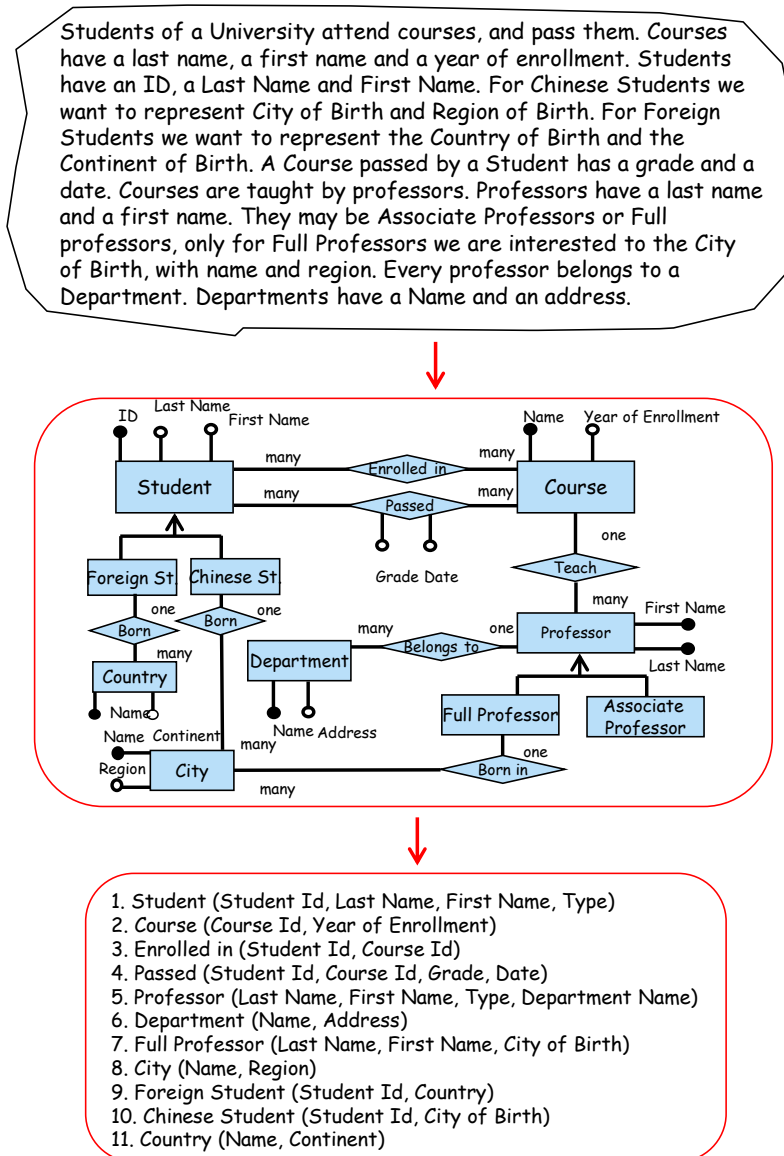 Students of a University attend courses, and pass them. Courses
have a last name, a first name and a year of enrollment. Students
have an ID, a Last Name and First Name. For Chinese Students we
want to represent City of Birth and Region of Birth. For Foreign
Students we want to represent the Country of Birth and the
Continent of Birth. A Course passed by a Student has a grade and a
date. Courses are taught by professors. Professors have a last name
and a first name. They may be Associate Professors or Full
professors, only for Full Professors we are interested to the City
of Birth, with name and region. Every professor belongs to a
Department. Departments have a Name and an address.
ID
Last Name
First Name
Name
Year of Enrollment
many
Enrolled in
many
Student
Course
many
Passed
many
Grade Date
one
Teach
many
Foreign St.
Chinese St.
one
one
Born
Born
many
Country
Name
Continent
many
Belongs to
one
Department
Name Address
Professor
First Name
Last Name
Full Professor
Associate
Professor
one
Born in
Name
Region
City
many
many
1. Student (Student Id, Last Name, First Name, Type)
2. Course (Course Id, Year of Enrollment)
3. Enrolled in (Student Id, Course Id)
4. Passed (Student Id, Course Id, Grade, Date)
5. Professor (Last Name, First Name, Type, Department Name)
6. Department (Name, Address)
7. Full Professor (Last Name, First Name, City of Birth)
8. City (Name, Region)
9. Foreign Student (Student Id, Country)
10. Chinese Student (Student Id, City of Birth)
11. Country (Name, Continent)